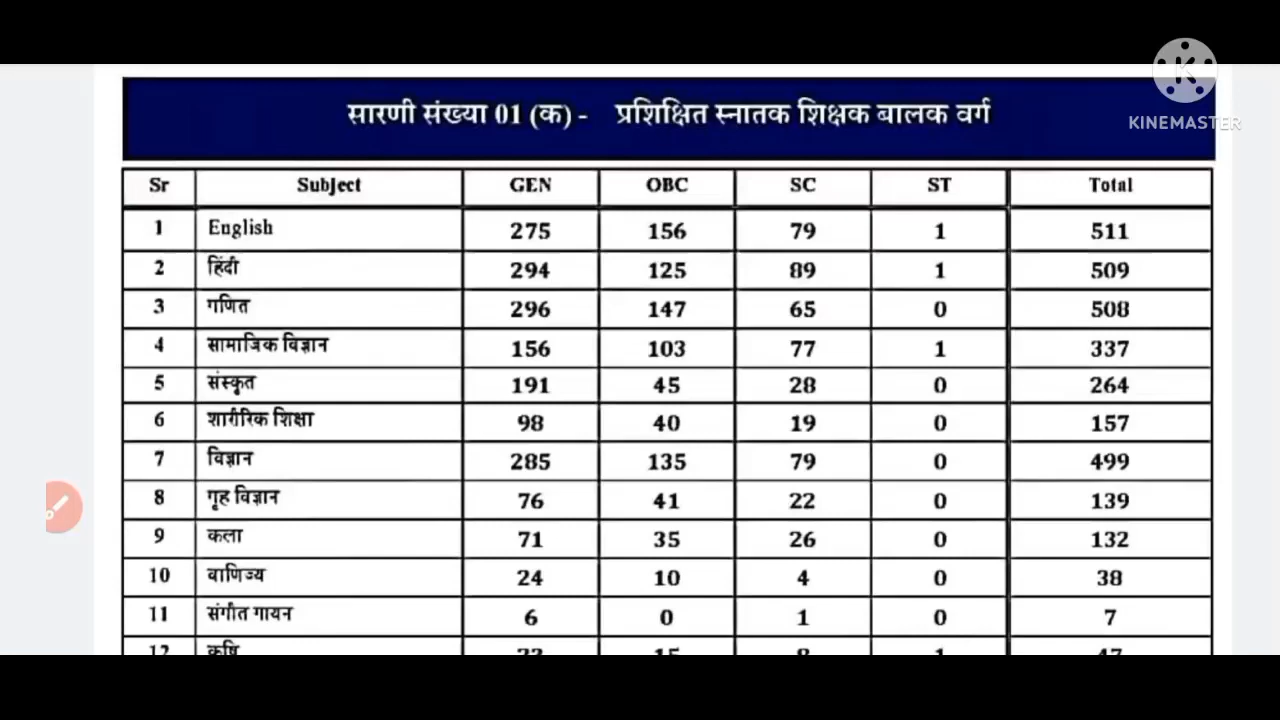 KINEMASTER
सारणी संख्या 01 (क) - प्रशिक्षित स्नातक शिक्षक बालक वर्ग
Sr Subject GEN OBC SC ST Total
1 English 275 156 79 1 511
2 हिंदी 294 125 89 1 509
3 गणित 296 147 65 0 508
4 सामाजिक विज्ञान 156 103 77 1 337
5 संस्कृत 191 45 28 0 264
6 शारीरिक शिक्षा 98 40 19 0 157
7 विज्ञान 285 135 79 0 499
8 गृह विज्ञान 76 41 22 0 139
9 कला 71 35 26 0 132
10 वाणिज्य 24 10 4 0 38
11 संगीत गायन 6 0 1 0 7
12 कृषि 15 1 47